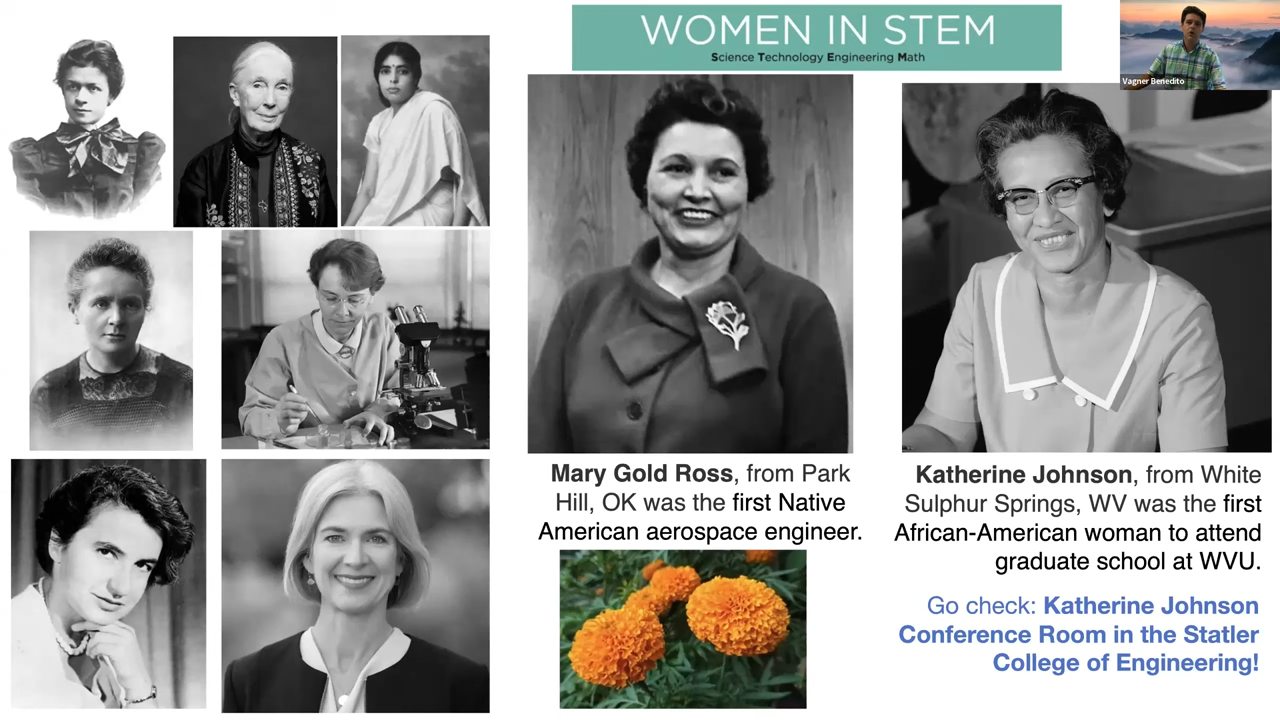 WOMEN IN STEM
Science Technology Engineering Math
Vagner Benedito
Mary Gold Ross, from Park
Hill, OK was the first Native
American aerospace engineer.
Katherine Johnson, from White
Sulphur Springs, WV was the first
African-American woman to attend
graduate school at WVU.
Go check: Katherine Johnson
Conference Room in the Statler
College of Engineering!